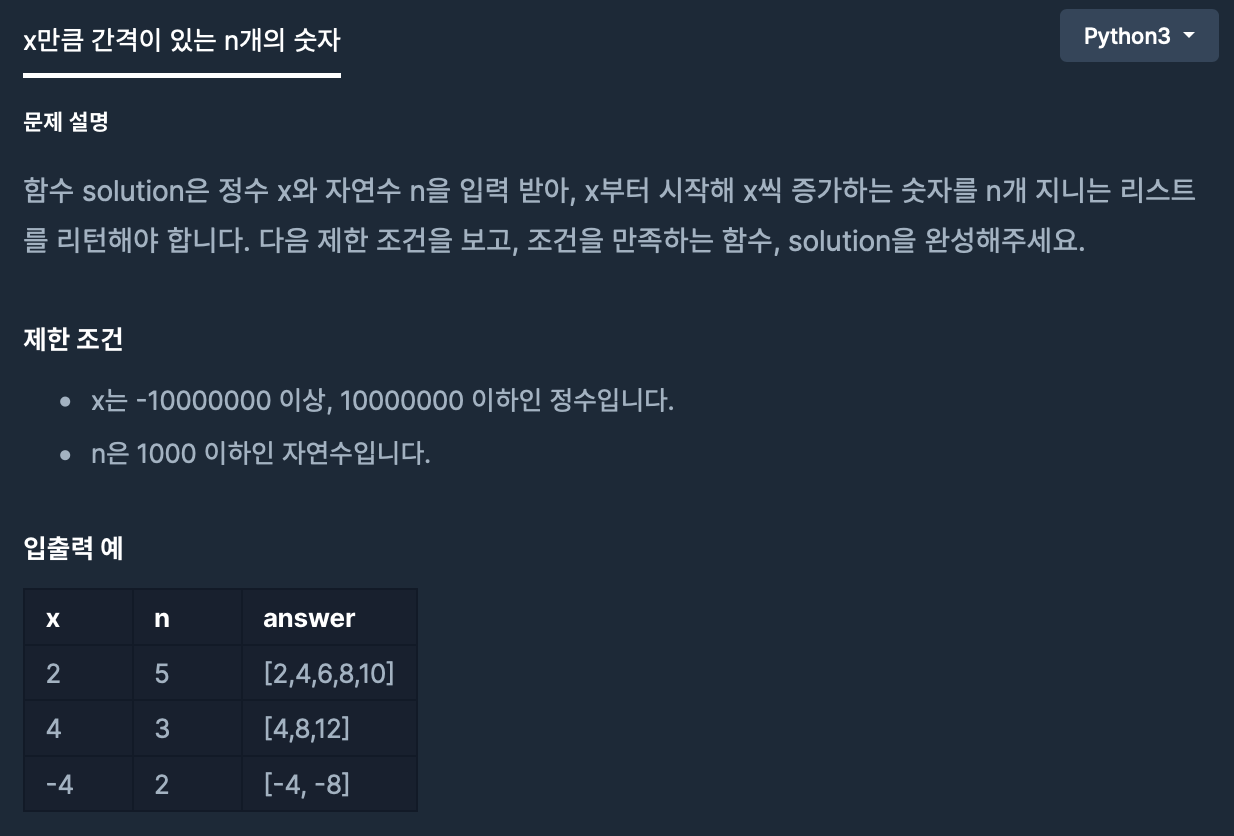 x만큼 간격이 있는 n개의 숫자
Python3
문제 설명
함수 solution은 정수 x와 자연수 n을 입력 받아, x부터 시작해 x씩 증가하는 숫자를 n개 지니는 리스트
를 리턴해야 합니다. 다음 제한 조건을 보고, 조건을 만족하는 함수, solution을 완성해주세요.
제한 조건
x는 -10000000 이상, 10000000 이하인 정수입니다.
n은 1000 이하인 자연수입니다.
입출력 예
x n answer
2 5 [2,4,6,8,10]
4 3 [4,8,12]
-4 2 [-4, -8]